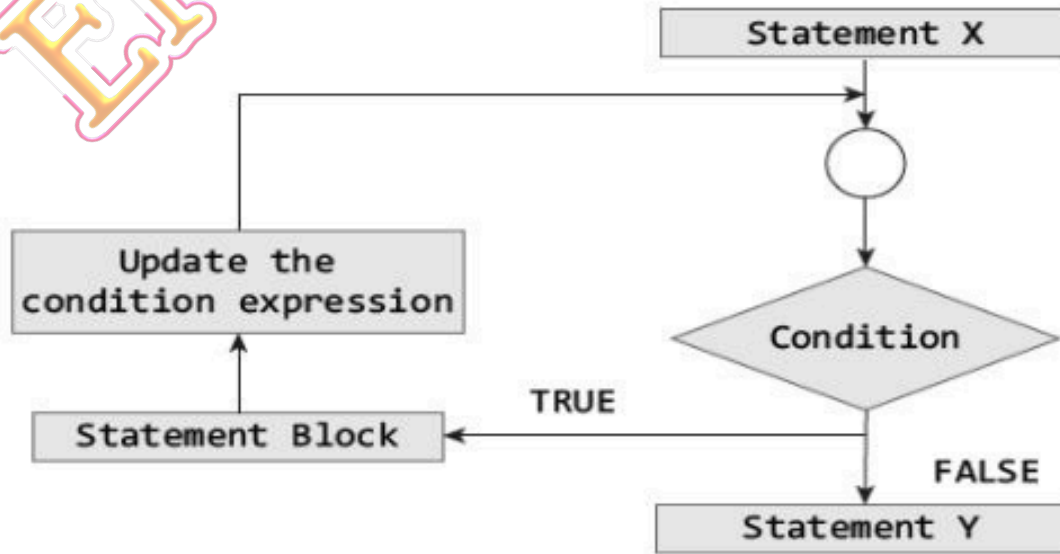 Statement X
Update the
condition expression
Condition
TRUE
Statement Block
FALSE
Statement Y